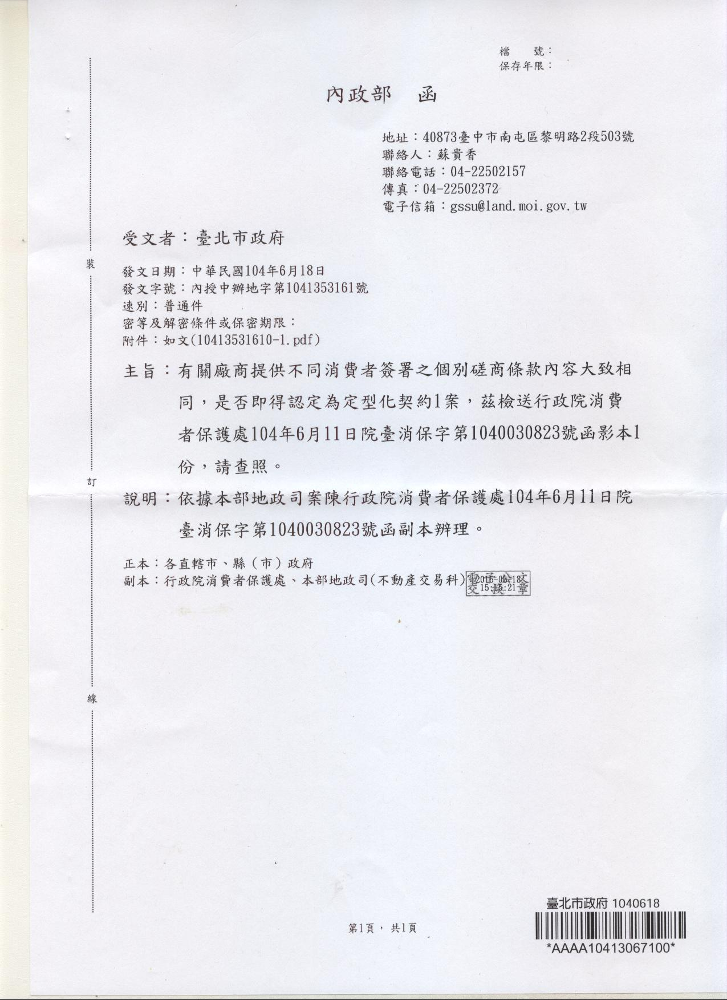 檔　　號：
保存年限：
內政部　函
地址：40873臺中市南屯區黎明路2段503號
聯絡人：蘇貴香
聯絡電話：04-22502157
傳真：04-22502372
電子信箱：gssu@land.moi.gov.tw
受文者：臺北市政府
發文日期：中華民國104年6月18日
發文字號：內授中辦地字第1041353161號
速別：普通件
密等及解密條件或保密期限：
附件：如文(10413531610-1.pdf)
主旨：有關廠商提供不同消費者簽署之個別磋商條款內容大致相
同，是否即得認定為定型化契約1案，茲檢送行政院消費
者保護處104年6月11日院臺消保字第1040030823號函影本1
份，請查照。
說明：依據本部地政司案陳行政院消費者保護處104年6月11日院
臺消保字第1040030823號函副本辦理。
正本：各直轄市、縣（市）政府
副本：行政院消費者保護處、本部地政司(不動產交易科)
電子公文
2015-06-18
交換章
15:15:21
裝
訂
線
第1頁，共1頁
臺北市政府 1040618
*AAAA10413067100*